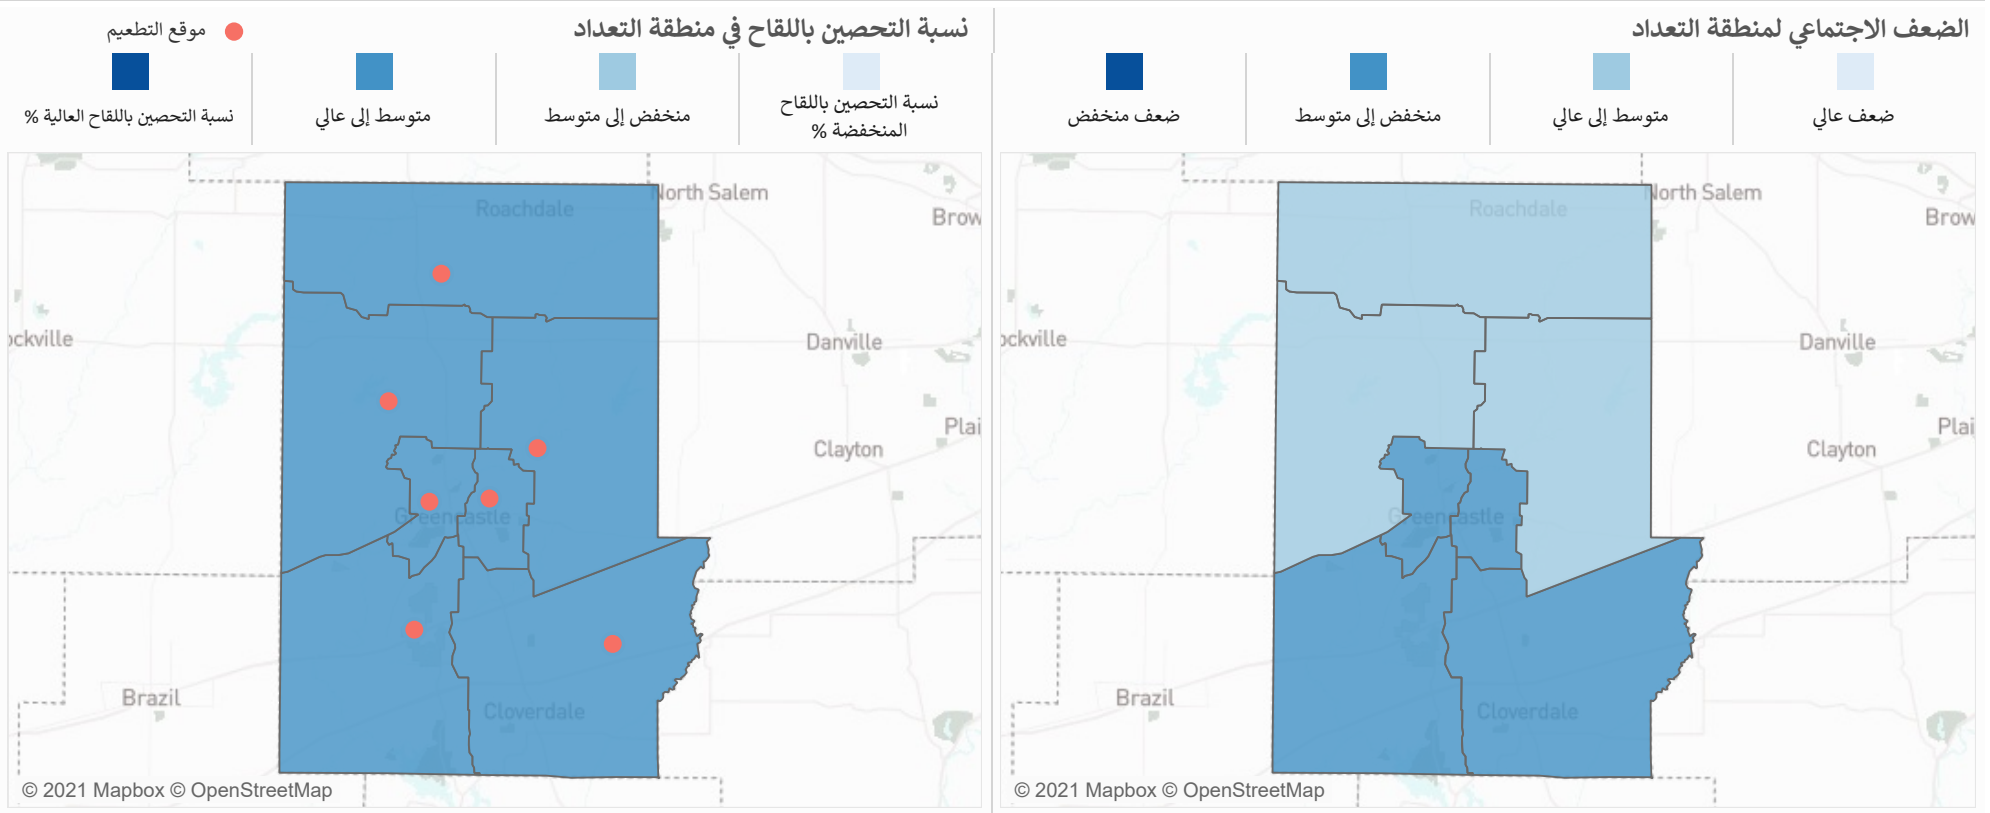 الضعف الاجتماعي لمنطقة التعداد
ضعف عالي
متوسط إلى عالي
منخفض إلى متوسط
ضعف منخفض
North Salem
Roachdale
Brow
ockville
Danville
Plai
Clayton
Greencastle
Brazil
Cloverdale
© 2021 Mapbox © OpenStreetMap
نسبة التحصين باللقاح في منطقة التعداد
موقع التطعيم
نسبة التحصين باللقاح
المنخفضة %
منخفض إلى متوسط
متوسط إلى عالي
نسبة التحصين باللقاح العالية %
North Salem
Roachdale
Brow
ockville
Danville
Plai
Clayton
Greencastle
Brazil
Cloverdale
© 2021 Mapbox © OpenStreetMap